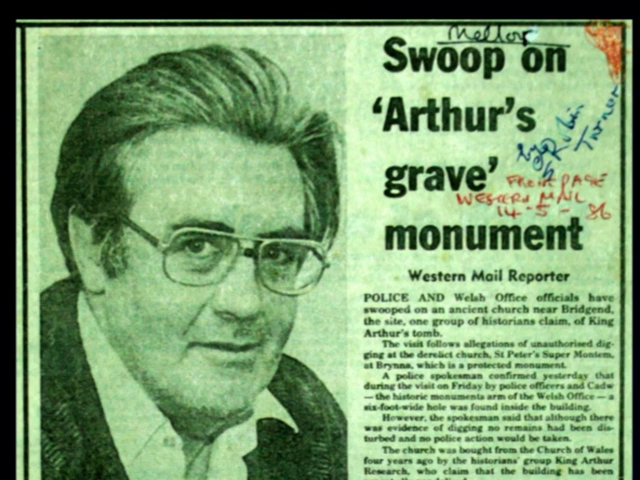 Mellor
Swoop on
'Arthur's
grave'
monument
by Robin Turner
FRONT PAGE
WESTERN MAIL
14-5-86
Western Mail Reporter
POLICE AND Welsh Office officials have
swooped on an ancient church near Bridgend,
the site, one group of historians claim, of King
Arthur's tomb.
The visit follows allegations of unauthorised dig-
ging at the derelict church, St Peter's Super Montem,
at Brynna, which is a protected monument.
A police spokesman confirmed yesterday that
during the visit on Friday by police officers and Cadw
— the historic monuments arm of the Welsh Office — a
six-foot-wide hole was found inside the building.
However, the spokesman said that although there
was evidence of digging no remains had been dis-
turbed and no police action would be taken.
The church was bought from the Church of Wales
four years ago by the historians' group King Arthur
Research, who claim that the building has been